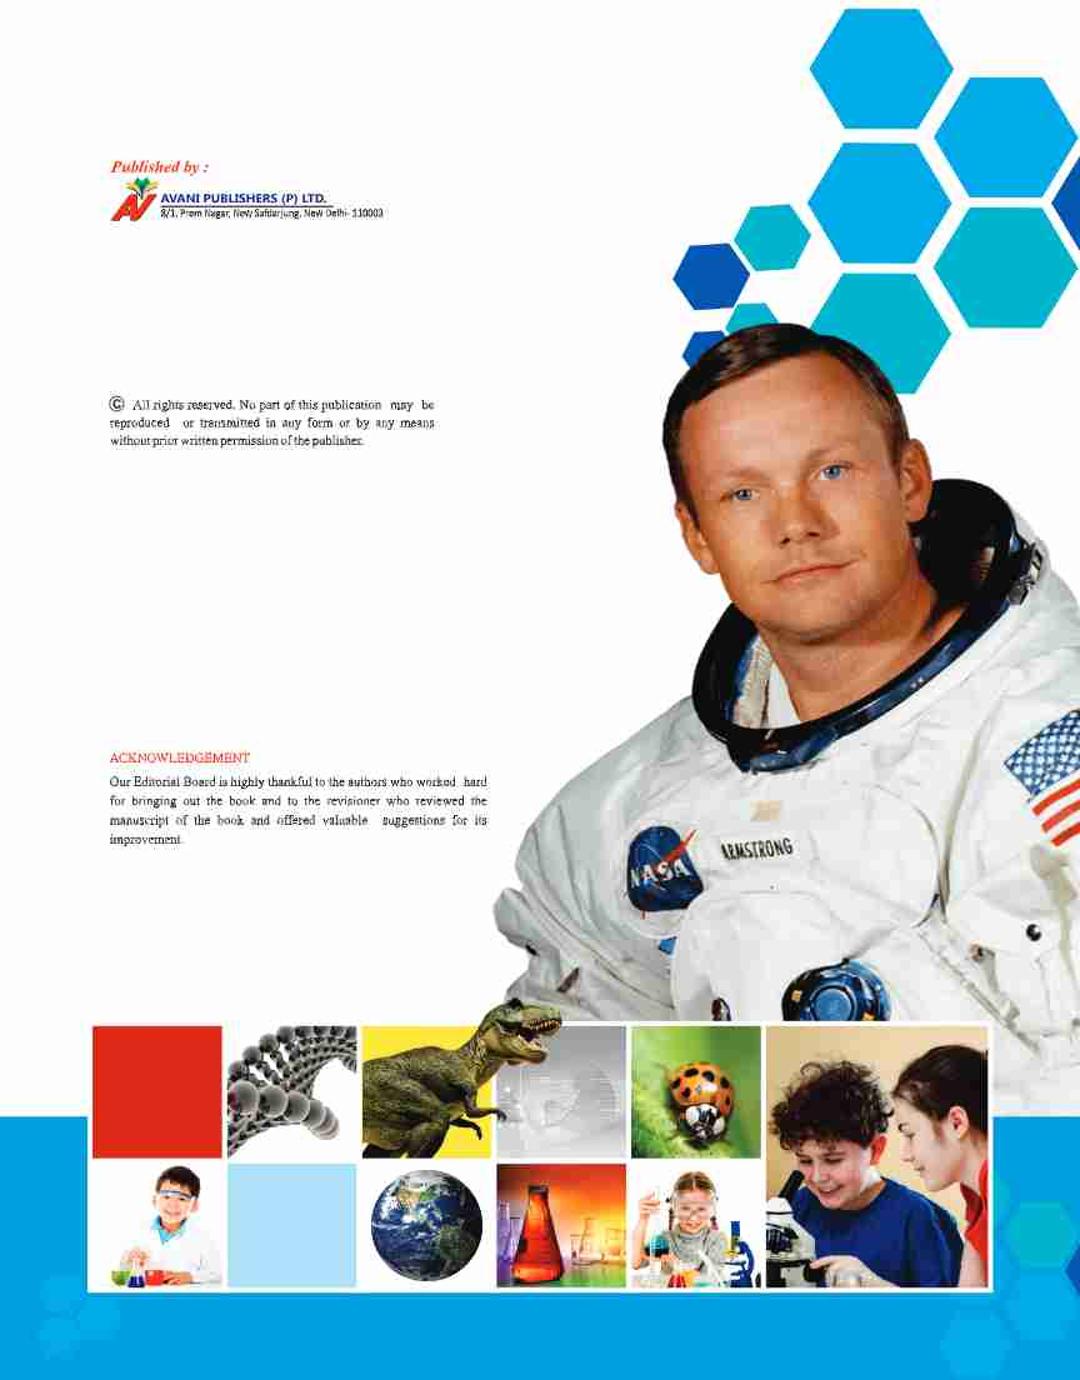 Published by :
AVANI PUBLISHERS (P) LTD.
8/1, Prem Nagar, New Safdarjung, New Delhi- 110003
© All rights reserved. No part of this publication may be
reproduced or transmitted in any form or by any means
without prior written permission of the publisher.
ACKNOWLEDGEMENT
Our Editorial Board is highly thankful to the authors who worked hard
for bringing out the book and to the revisioner who reviewed the
manuscript of the book and offered valuable suggestions for its
improvement.
NASA
ARMSTRONG